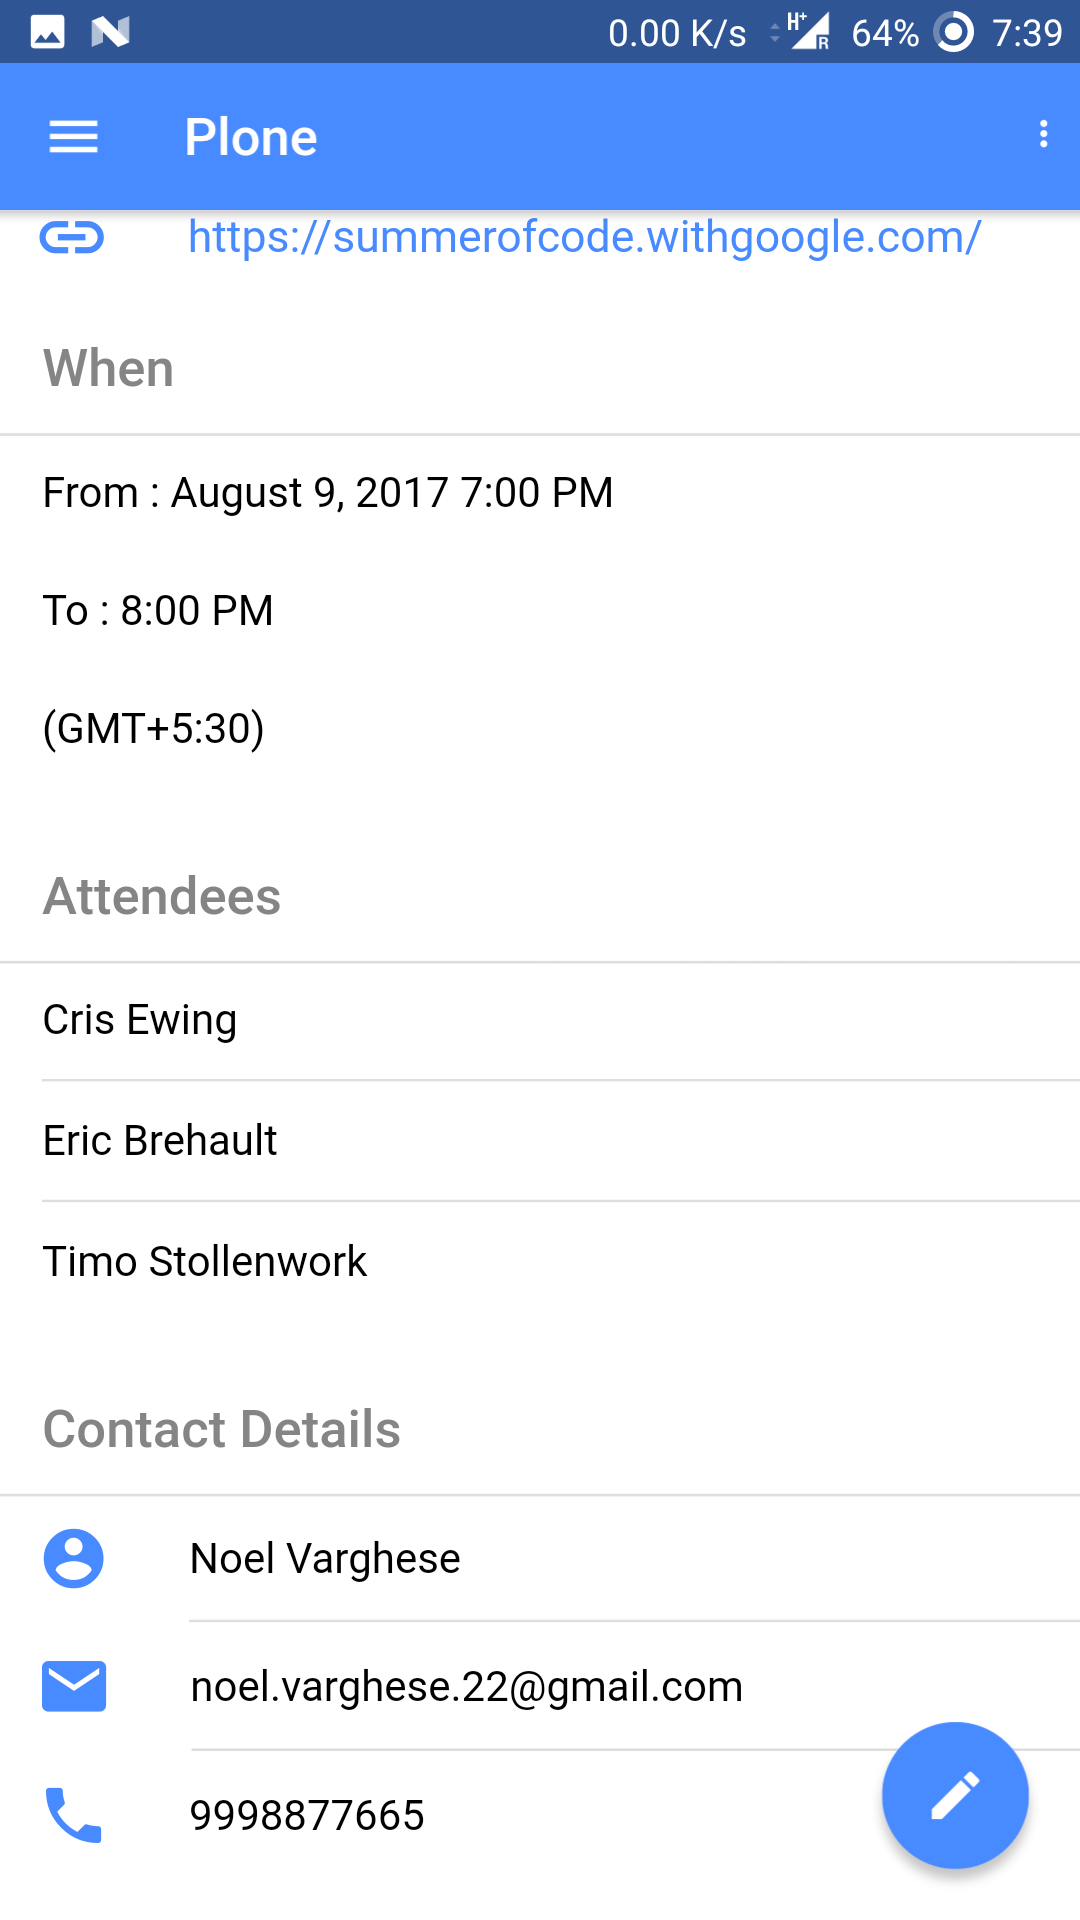 0.00 K/s H+ R 64% 7:39
Plone
https://summerofcode.withgoogle.com/
When
From : August 9, 2017 7:00 PM
To : 8:00 PM
(GMT+5:30)
Attendees
Cris Ewing
Eric Brehault
Timo Stollenwork
Contact Details
Noel Varghese
noel.varghese.22@gmail.com
9998877665